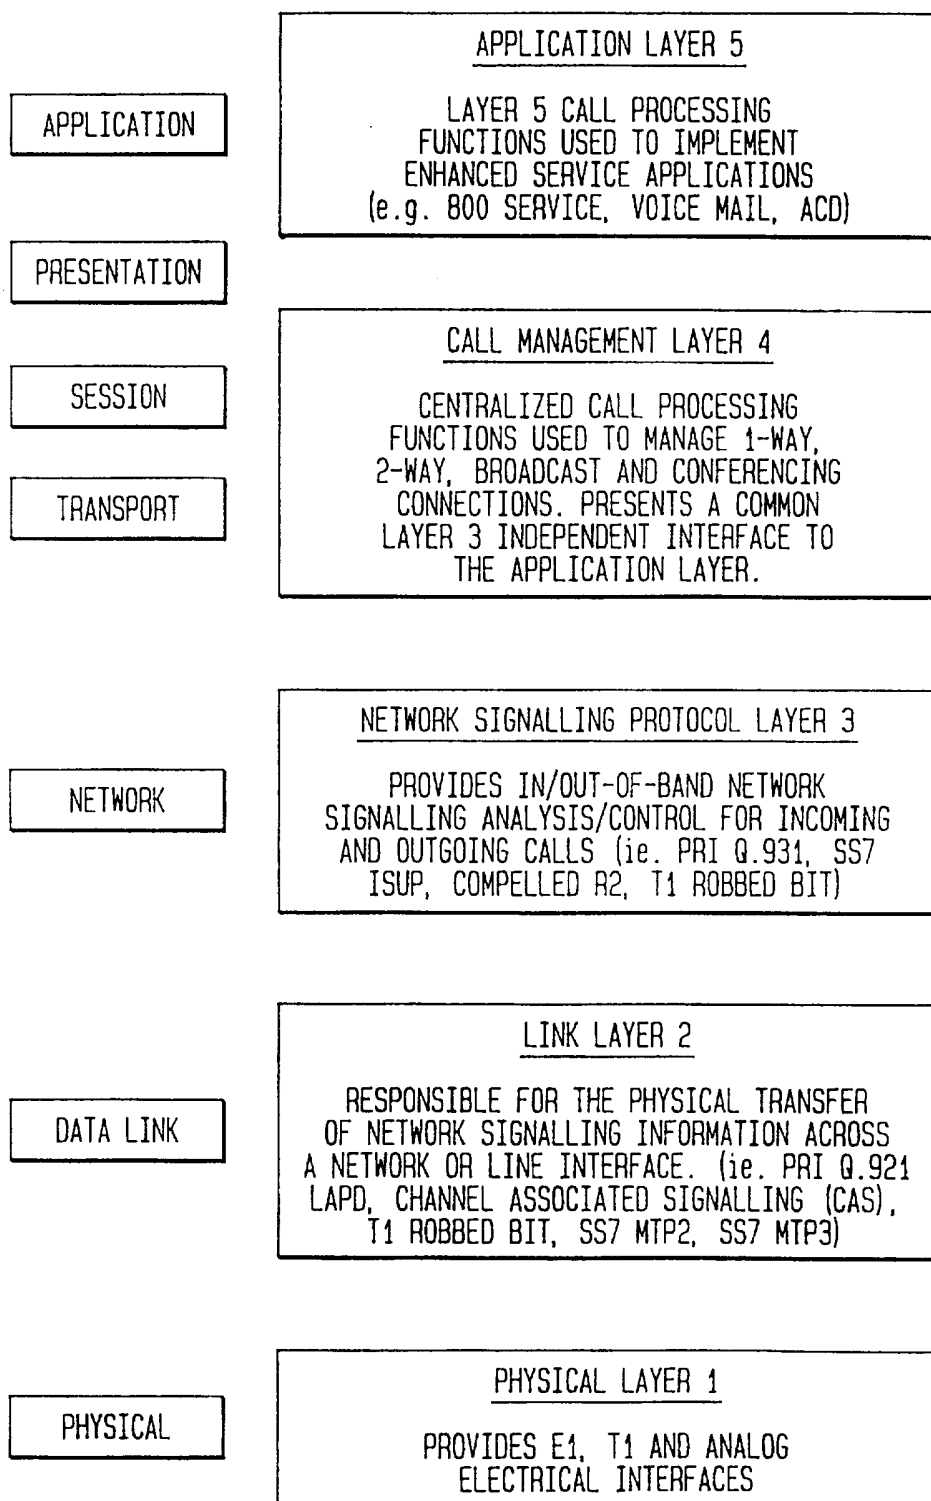 APPLICATION LAYER 5
APPLICATION
LAYER 5 CALL PROCESSING
FUNCTIONS USED TO IMPLEMENT
ENHANCED SERVICE APPLICATIONS
(e.g. 800 SERVICE, VOICE MAIL, ACD)
PRESENTATION
CALL MANAGEMENT LAYER 4
SESSION
TRANSPORT
CENTRALIZED CALL PROCESSING
FUNCTIONS USED TO MANAGE 1-WAY,
2-WAY, BROADCAST AND CONFERENCING
CONNECTIONS. PRESENTS A COMMON
LAYER 3 INDEPENDENT INTERFACE TO
THE APPLICATION LAYER.
NETWORK SIGNALLING PROTOCOL LAYER 3
NETWORK
PROVIDES IN/OUT-OF-BAND NETWORK
SIGNALLING ANALYSIS/CONTROL FOR INCOMING
AND OUTGOING CALLS (ie. PRI Q.931, SS7
ISUP, COMPELLED R2, T1 ROBBED BIT)
LINK LAYER 2
DATA LINK
RESPONSIBLE FOR THE PHYSICAL TRANSFER
OF NETWORK SIGNALLING INFORMATION ACROSS
A NETWORK OR LINE INTERFACE. (ie. PRI Q.921
LAPD, CHANNEL ASSOCIATED SIGNALLING (CAS),
T1 ROBBED BIT, SS7 MTP2, SS7 MTP3)
PHYSICAL LAYER 1
PHYSICAL
PROVIDES E1, T1 AND ANALOG
ELECTRICAL INTERFACES